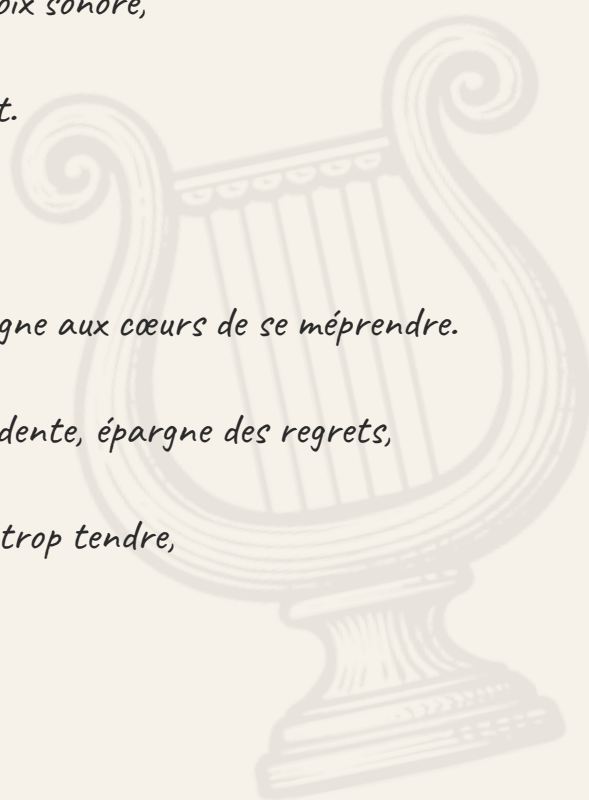 oix sonore,
t.
gne aux cœurs de se méprendre.
dente, épargne des regrets,
trop tendre,